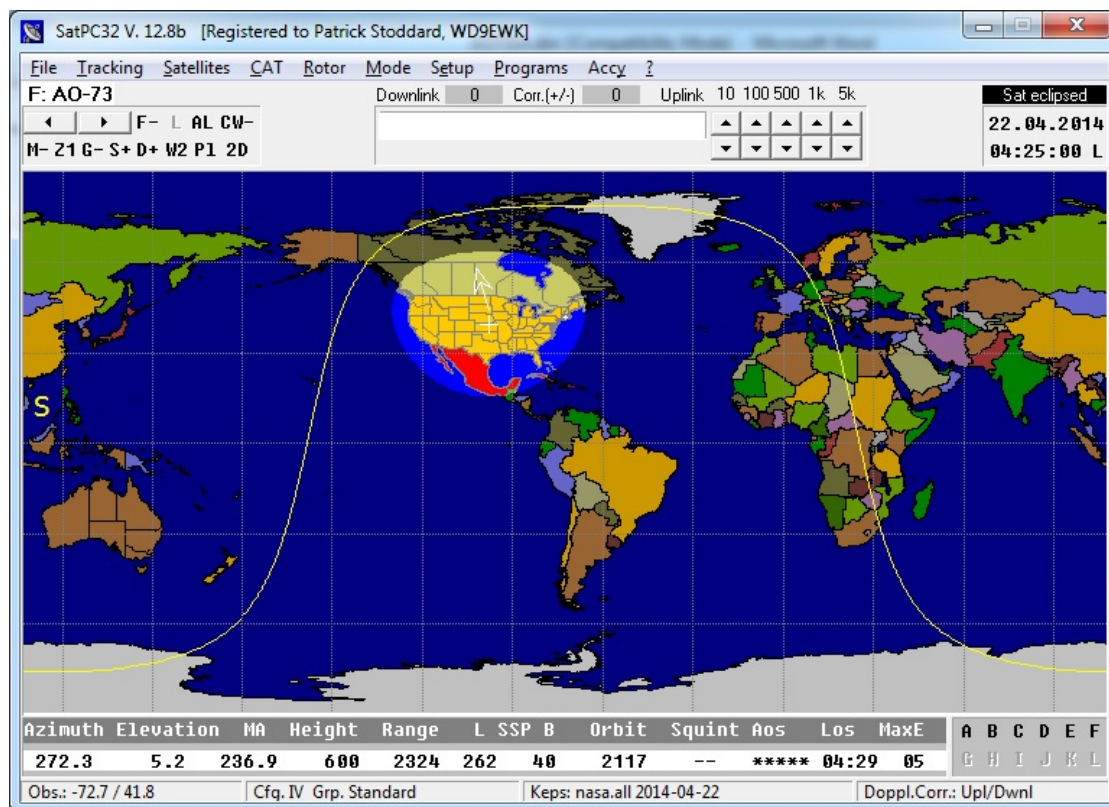 SatPC32 V. 12.8b [Registered to Patrick Stoddard, WD9EWK]
File Tracking Satellites CAT Rotor Mode Setup Programs Accy ?
F: AO-73 Downlink 0 Corr.(+/-) 0 Uplink 10 100 500 1k 5k Sat eclipsed
F- L AL CW- 22.04.2014
M- Z1 G- S+ D+ W2 P1 2D 04:25:00 L
S
Azimuth Elevation MA Height Range L SSP B Orbit Squint Aos Los MaxE A B C D E F
272.3 5.2 236.9 600 2324 262 40 2117 -- ***** 04:29 05 G H I J K L
Obs.: -72.7 / 41.8 Cfg. IV Grp. Standard Keps: nasa.all 2014-04-22 Doppl.Corr.: Upl/Dwnl